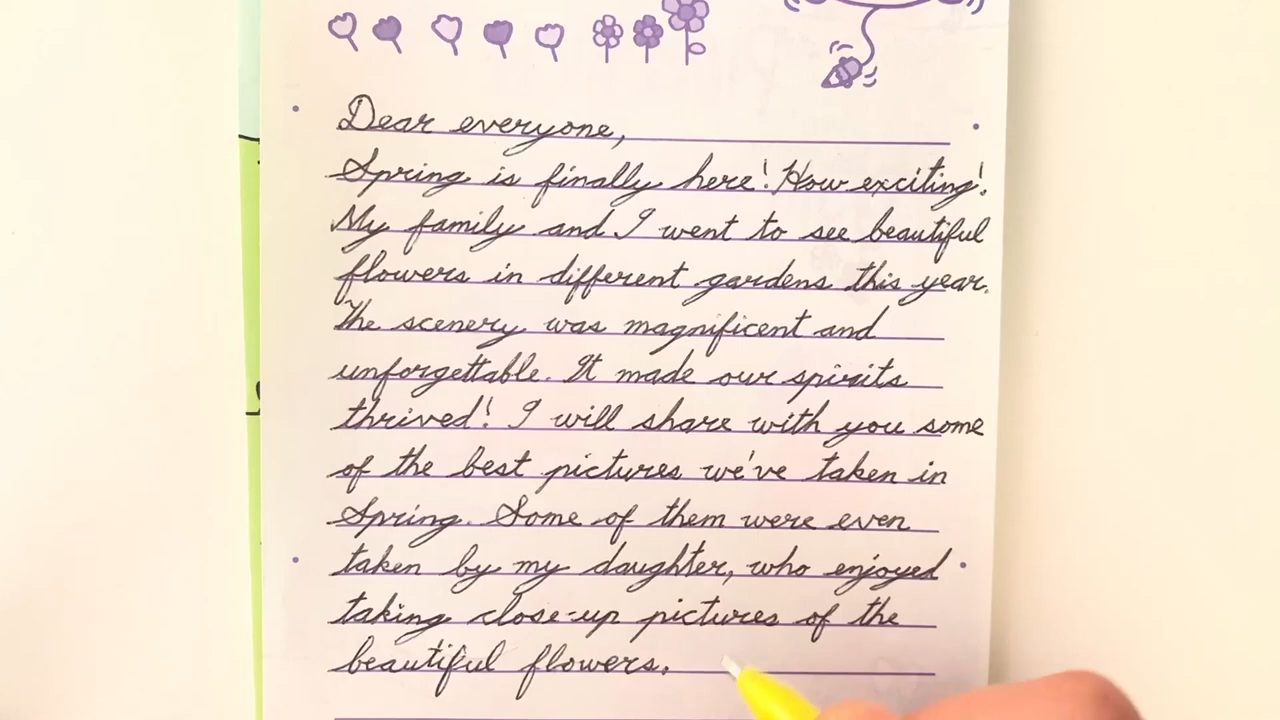 Dear everyone,
Spring is finally here! How exciting!
My family and I went to see beautiful
flowers in different gardens this year.
The scenery was magnificent and
unforgettable. It made our spirits
thrived! I will share with you some
of the best pictures we've taken in
Spring. Some of them were even
taken by my daughter, who enjoyed
taking close-up pictures of the
beautiful flowers.